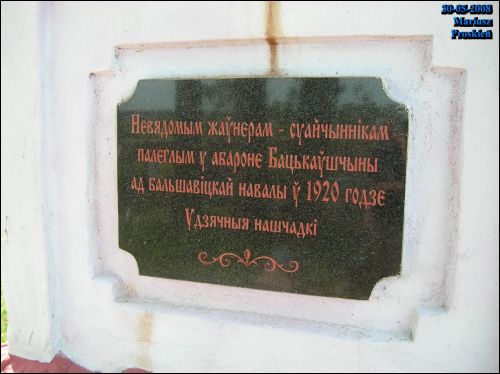 30-05-2008
Mariusz
Proskień
Невядомым жаўнерам - суайчыннікам
палеглым у абароне Бацькаўшчыны
ад бальшавіцкай навалы ў 1920 годзе
Удзячныя нашчадкі